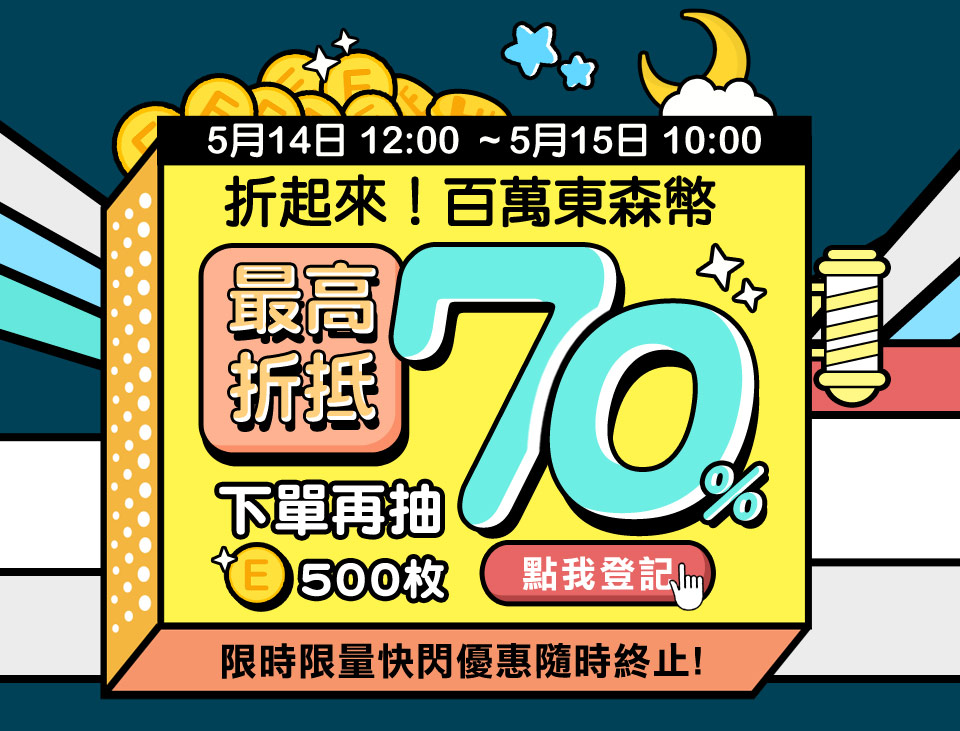 5月14日 12:00 ~5月15日 10:00
折起來！百萬東森幣
最高
折抵
70%
下單再抽
E 500枚
點我登記
限時限量快閃優惠隨時終止!